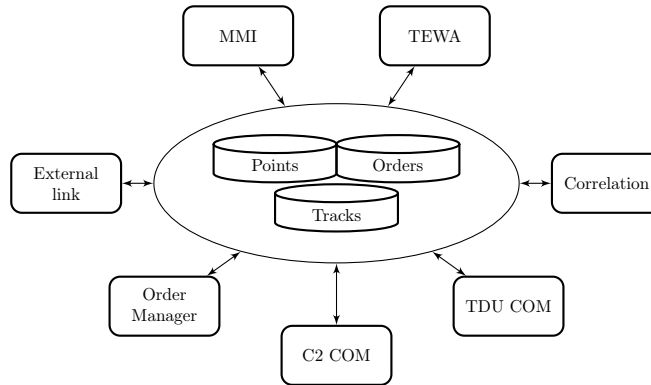 MMI
TEWA
Points
Orders
External
link
Correlation
Tracks
Order
Manager
TDU COM
C2 COM